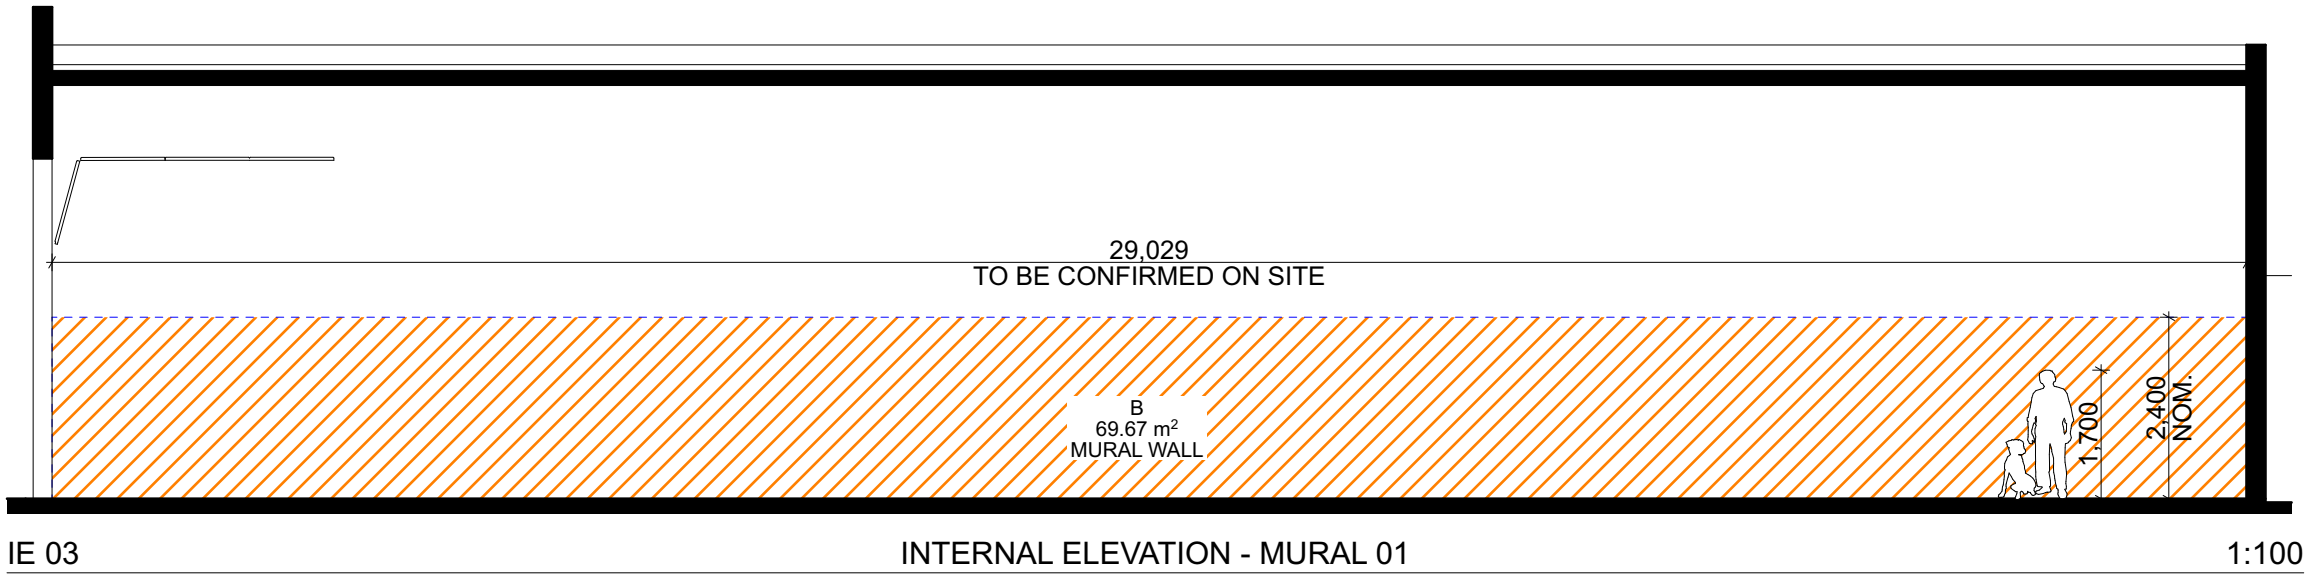 29,029
TO BE CONFIRMED ON SITE
B
69.67 m²
MURAL WALL
1,700
2,400
NOM.
IE 03
INTERNAL ELEVATION - MURAL 01
1:100